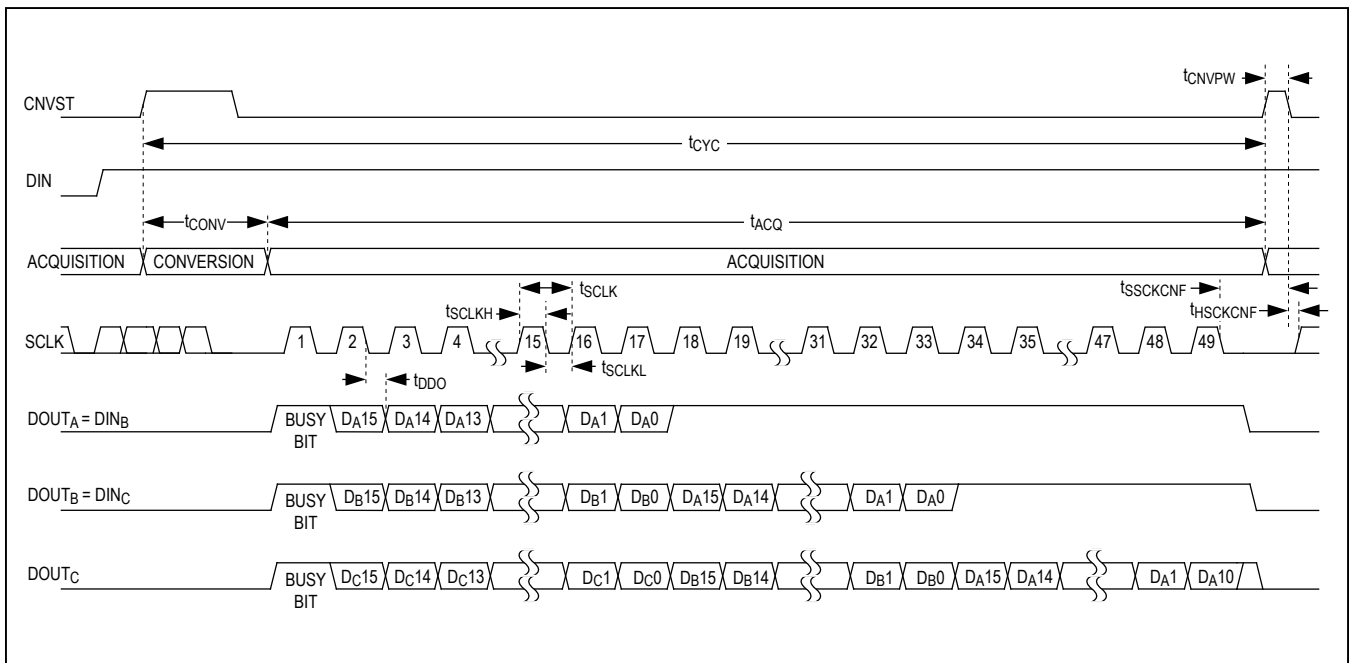 tCNVPW
CNVST
tCYC
DIN
tCONV
tACQ
ACQUISITION CONVERSION ACQUISITION
tSSCKCNF
tSCLK
tHSCKCNF
tSCLKH
SCLK 1 2 3 4 15 16 17 18 19 31 32 33 34 35 47 48 49
tSCLKL
tDDO
DOUTA = DINB BUSY BIT DA15 DA14 DA13 DA1 DA0
DOUTB = DINC BUSY BIT DB15 DB14 DB13 DB1 DB0 DA15 DA14 DA1 DA0
DOUTC BUSY BIT DC15 DC14 DC13 DC1 DC0 DB15 DB14 DB1 DB0 DA15 DA14 DA1 DA10